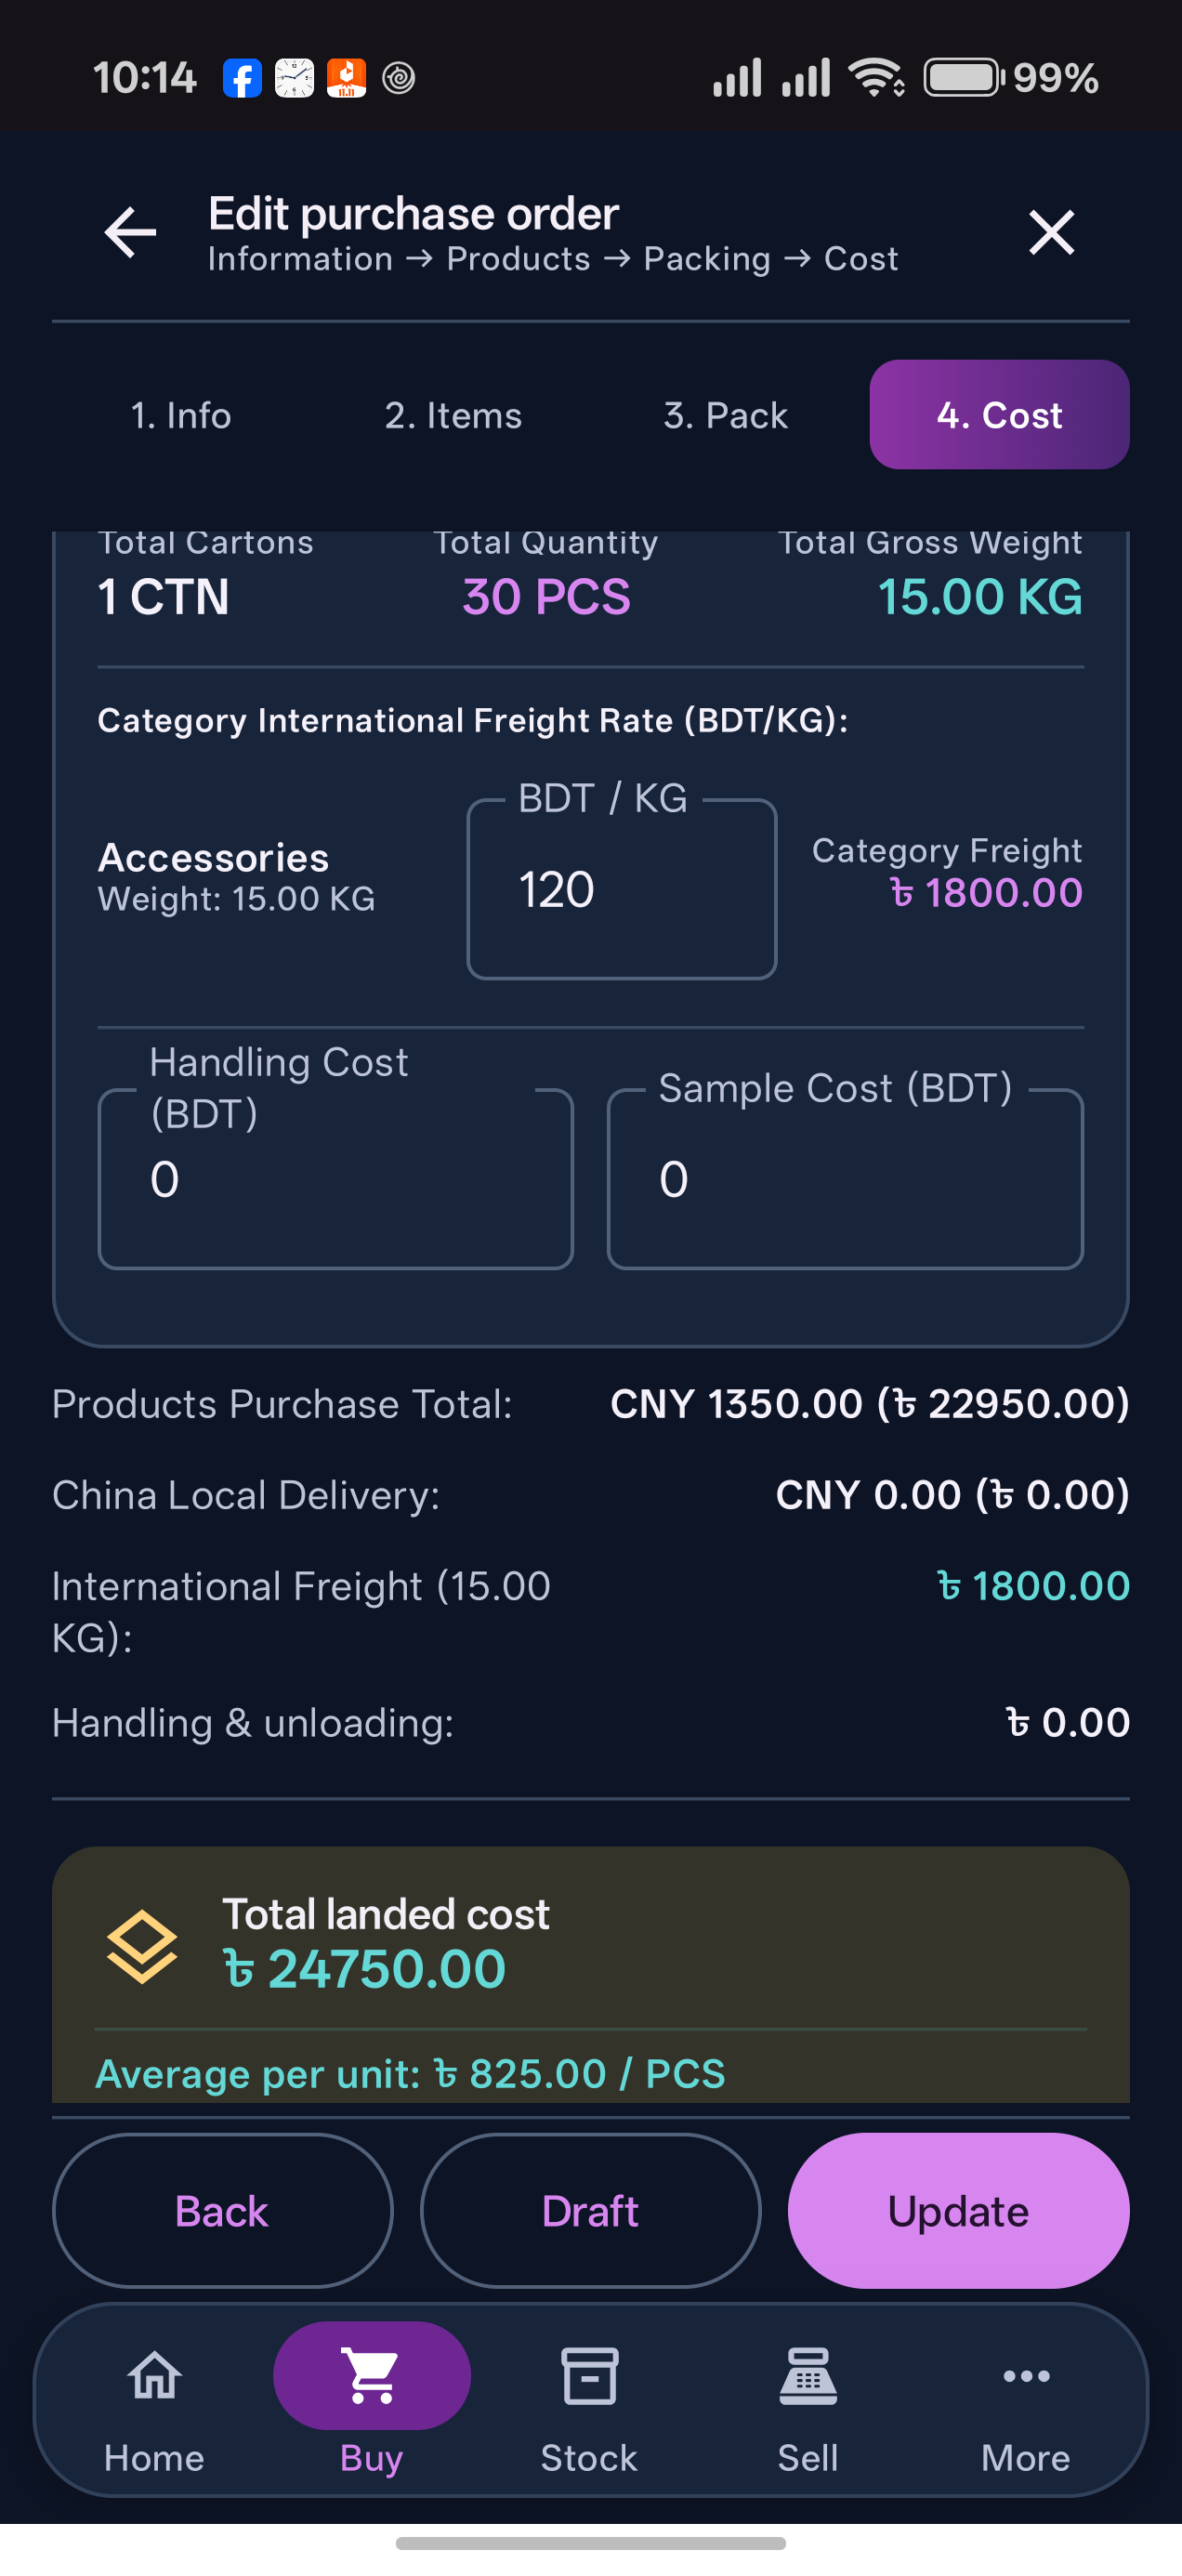 10:14
99%
Edit purchase order
Information → Products → Packing → Cost
1. Info
2. Items
3. Pack
4. Cost
Total Cartons
Total Quantity
Total Gross Weight
1 CTN
30 PCS
15.00 KG
Category International Freight Rate (BDT/KG):
BDT / KG
Accessories
Weight: 15.00 KG
120
Category Freight
৳ 1800.00
Handling Cost
(BDT)
0
Sample Cost (BDT)
0
Products Purchase Total:
CNY 1350.00 (৳ 22950.00)
China Local Delivery:
CNY 0.00 (৳ 0.00)
International Freight (15.00
KG):
৳ 1800.00
Handling & unloading:
৳ 0.00
Total landed cost
৳ 24750.00
Average per unit: ৳ 825.00 / PCS
Back
Draft
Update
Home
Buy
Stock
Sell
More